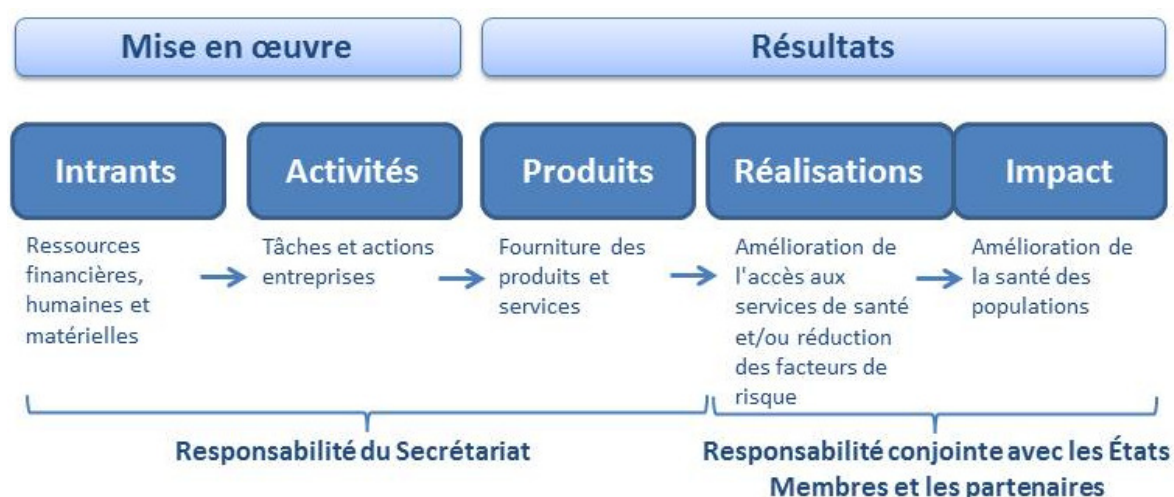 Mise en œuvre
Résultats
Intrants
Activités
Produits
Réalisations
Impact
Ressources
financières,
humaines et
matérielles
Tâches et actions
entreprises
Fourniture des
produits et
services
Amélioration de
l'accès aux
services de santé
et/ou réduction
des facteurs de
risque
Amélioration de
la santé des
populations
Responsabilité du Secrétariat
Responsabilité conjointe avec les États
Membres et les partenaires